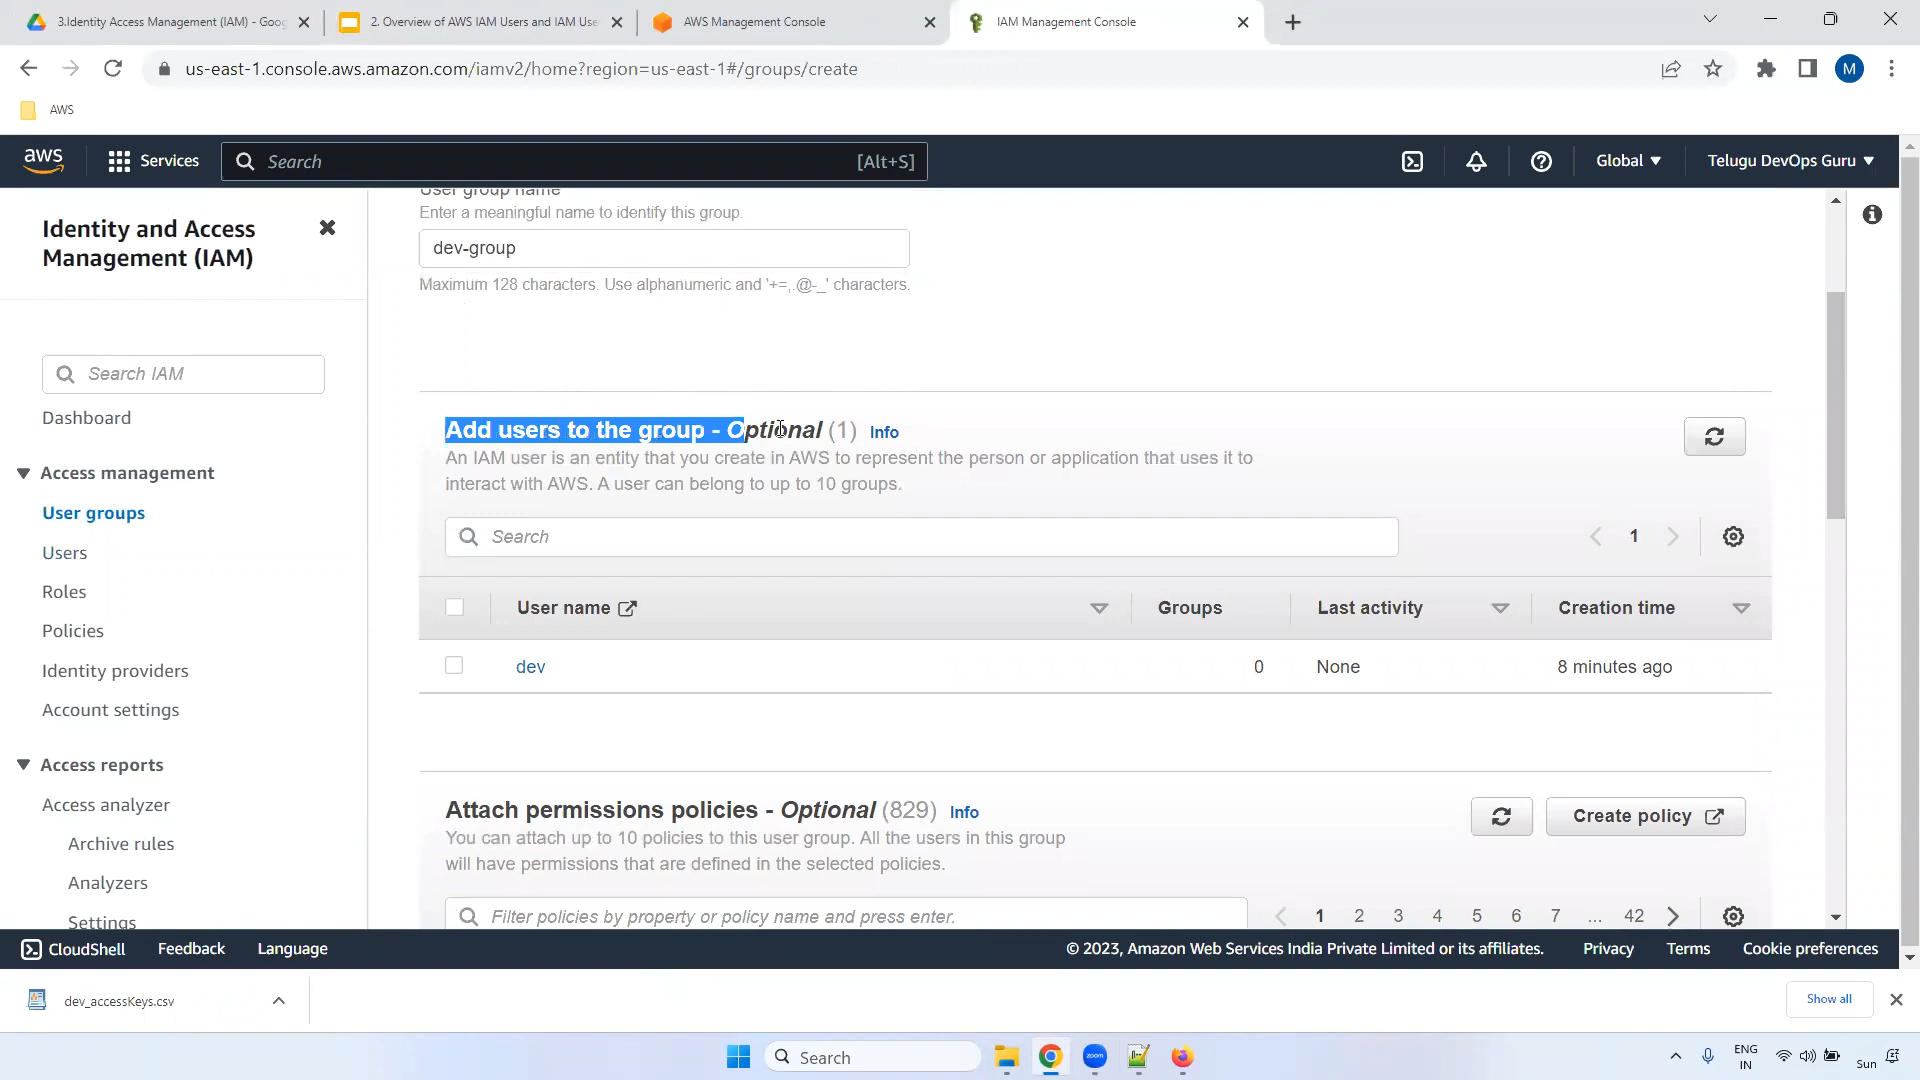 3.Identity Access Management (IAM) - Goog
2. Overview of AWS IAM Users and IAM Use
AWS Management Console
IAM Management Console
us-east-1.console.aws.amazon.com/iamv2/home?region=us-east-1#/groups/create
M
AWS
aws
Services
Search
[Alt+S]
Global
Telugu DevOps Guru
Identity and Access
Management (IAM)
Search IAM
Dashboard
Access management
User groups
Users
Roles
Policies
Identity providers
Account settings
Access reports
Access analyzer
Archive rules
Analyzers
Settings
User group name
Enter a meaningful name to identify this group.
dev-group
Maximum 128 characters. Use alphanumeric and '+=,.@-_' characters.
Add users to the group - Optional (1) Info
An IAM user is an entity that you create in AWS to represent the person or application that uses it to
interact with AWS. A user can belong to up to 10 groups.
Search
1
User name
Groups
Last activity
Creation time
dev
0
None
8 minutes ago
Attach permissions policies - Optional (829) Info
You can attach up to 10 policies to this user group. All the users in this group
will have permissions that are defined in the selected policies.
Create policy
Filter policies by property or policy name and press enter.
1 2 3 4 5 6 7 ... 42
CloudShell
Feedback
Language
© 2023, Amazon Web Services India Private Limited or its affiliates.
Privacy
Terms
Cookie preferences
dev_accessKeys.csv
Show all
Search
zoom
ENG
IN
Sun